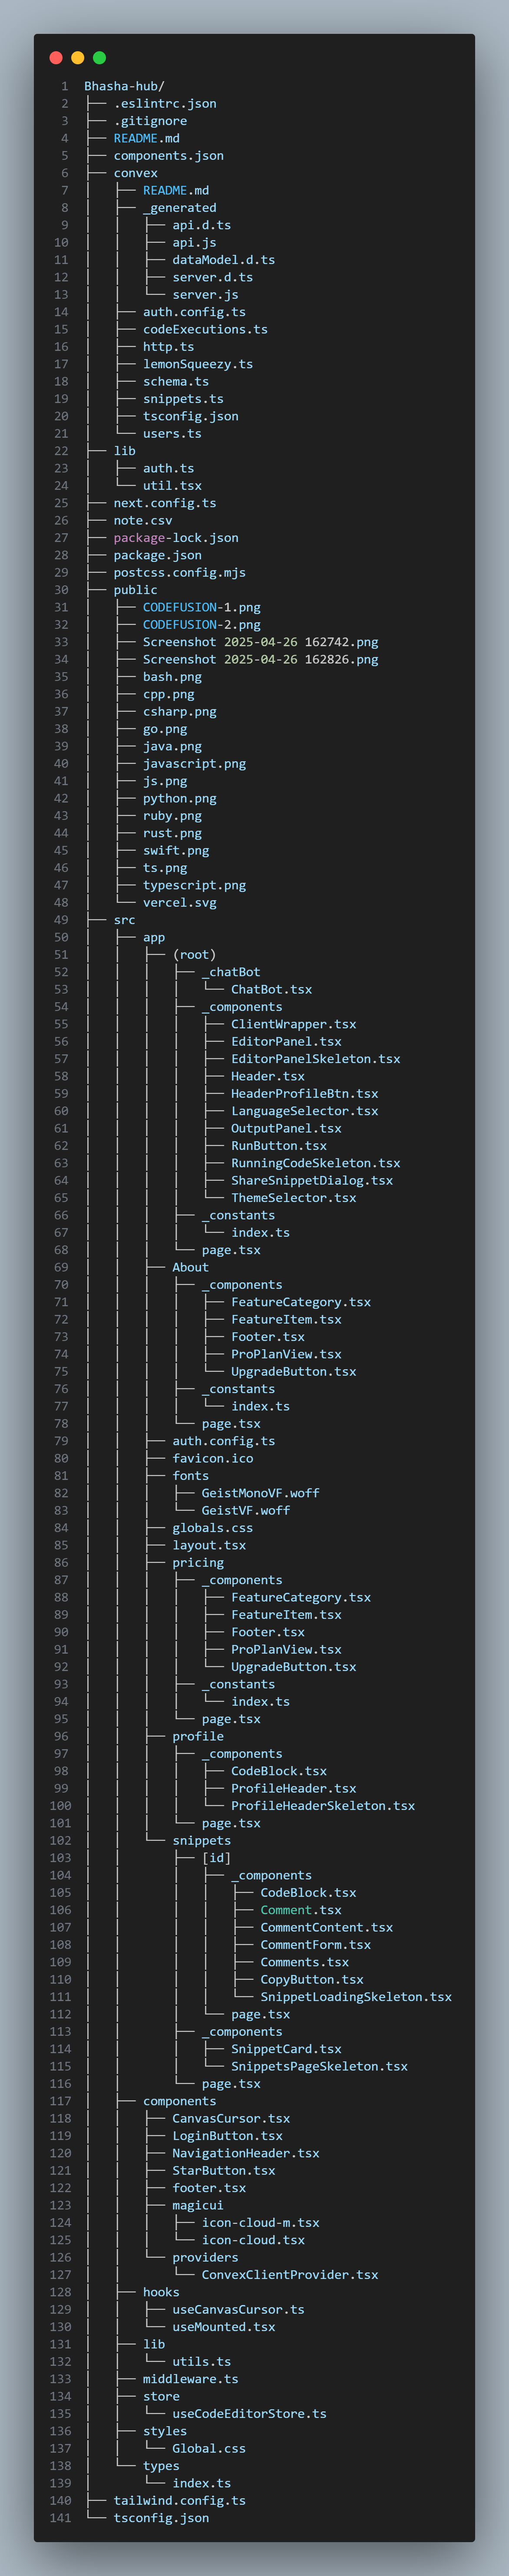 1 Bhasha-hub/
2 ├── .eslintrc.json
3 ├── .gitignore
4 ├── README.md
5 ├── components.json
6 ├── convex
7 │   ├── README.md
8 │   ├── _generated
9 │   │   ├── api.d.ts
10 │   │   ├── api.js
11 │   │   ├── dataModel.d.ts
12 │   │   ├── server.d.ts
13 │   │   └── server.js
14 │   ├── auth.config.ts
15 │   ├── codeExecutions.ts
16 │   ├── http.ts
17 │   ├── lemonSqueezy.ts
18 │   ├── schema.ts
19 │   ├── snippets.ts
20 │   ├── tsconfig.json
21 │   └── users.ts
22 ├── lib
23 │   ├── auth.ts
24 │   └── util.tsx
25 ├── next.config.ts
26 ├── note.csv
27 ├── package-lock.json
28 ├── package.json
29 ├── postcss.config.mjs
30 ├── public
31 │   ├── CODEFUSION-1.png
32 │   ├── CODEFUSION-2.png
33 │   ├── Screenshot 2025-04-26 162742.png
34 │   ├── Screenshot 2025-04-26 162826.png
35 │   ├── bash.png
36 │   ├── cpp.png
37 │   ├── csharp.png
38 │   ├── go.png
39 │   ├── java.png
40 │   ├── javascript.png
41 │   ├── js.png
42 │   ├── python.png
43 │   ├── ruby.png
44 │   ├── rust.png
45 │   ├── swift.png
46 │   ├── ts.png
47 │   ├── typescript.png
48 │   └── vercel.svg
49 ├── src
50 │   ├── app
51 │   │   ├── (root)
52 │   │   │   ├── _chatBot
53 │   │   │   │   └── ChatBot.tsx
54 │   │   │   ├── _components
55 │   │   │   │   ├── ClientWrapper.tsx
56 │   │   │   │   ├── EditorPanel.tsx
57 │   │   │   │   ├── EditorPanelSkeleton.tsx
58 │   │   │   │   ├── Header.tsx
59 │   │   │   │   ├── HeaderProfileBtn.tsx
60 │   │   │   │   ├── LanguageSelector.tsx
61 │   │   │   │   ├── OutputPanel.tsx
62 │   │   │   │   ├── RunButton.tsx
63 │   │   │   │   ├── RunningCodeSkeleton.tsx
64 │   │   │   │   ├── ShareSnippetDialog.tsx
65 │   │   │   │   └── ThemeSelector.tsx
66 │   │   │   ├── _constants
67 │   │   │   │   └── index.ts
68 │   │   │   └── page.tsx
69 │   │   ├── About
70 │   │   │   ├── _components
71 │   │   │   │   ├── FeatureCategory.tsx
72 │   │   │   │   ├── FeatureItem.tsx
73 │   │   │   │   ├── Footer.tsx
74 │   │   │   │   ├── ProPlanView.tsx
75 │   │   │   │   └── UpgradeButton.tsx
76 │   │   │   ├── _constants
77 │   │   │   │   └── index.ts
78 │   │   │   └── page.tsx
79 │   │   ├── auth.config.ts
80 │   │   ├── favicon.ico
81 │   │   ├── fonts
82 │   │   │   ├── GeistMonoVF.woff
83 │   │   │   └── GeistVF.woff
84 │   │   ├── globals.css
85 │   │   ├── layout.tsx
86 │   │   ├── pricing
87 │   │   │   ├── _components
88 │   │   │   │   ├── FeatureCategory.tsx
89 │   │   │   │   ├── FeatureItem.tsx
90 │   │   │   │   ├── Footer.tsx
91 │   │   │   │   ├── ProPlanView.tsx
92 │   │   │   │   └── UpgradeButton.tsx
93 │   │   │   ├── _constants
94 │   │   │   │   └── index.ts
95 │   │   │   └── page.tsx
96 │   │   ├── profile
97 │   │   │   ├── _components
98 │   │   │   │   ├── CodeBlock.tsx
99 │   │   │   │   ├── ProfileHeader.tsx
100 │   │   │   │   └── ProfileHeaderSkeleton.tsx
101 │   │   │   └── page.tsx
102 │   │   └── snippets
103 │   │       ├── [id]
104 │   │       │   ├── _components
105 │   │       │   │   ├── CodeBlock.tsx
106 │   │       │   │   ├── Comment.tsx
107 │   │       │   │   ├── CommentContent.tsx
108 │   │       │   │   ├── CommentForm.tsx
109 │   │       │   │   ├── Comments.tsx
110 │   │       │   │   ├── CopyButton.tsx
111 │   │       │   │   └── SnippetLoadingSkeleton.tsx
112 │   │       │   └── page.tsx
113 │   │       ├── _components
114 │   │       │   ├── SnippetCard.tsx
115 │   │       │   └── SnippetsPageSkeleton.tsx
116 │   │       └── page.tsx
117 │   ├── components
118 │   │   ├── CanvasCursor.tsx
119 │   │   ├── LoginButton.tsx
120 │   │   ├── NavigationHeader.tsx
121 │   │   ├── StarButton.tsx
122 │   │   ├── footer.tsx
123 │   │   ├── magicui
124 │   │   │   ├── icon-cloud-m.tsx
125 │   │   │   └── icon-cloud.tsx
126 │   │   └── providers
127 │   │       └── ConvexClientProvider.tsx
128 │   ├── hooks
129 │   │   ├── useCanvasCursor.ts
130 │   │   └── useMounted.tsx
131 │   ├── lib
132 │   │   └── utils.ts
133 │   ├── middleware.ts
134 │   ├── store
135 │   │   └── useCodeEditorStore.ts
136 │   ├── styles
137 │   │   └── Global.css
138 │   └── types
139 │       └── index.ts
140 ├── tailwind.config.ts
141 └── tsconfig.json